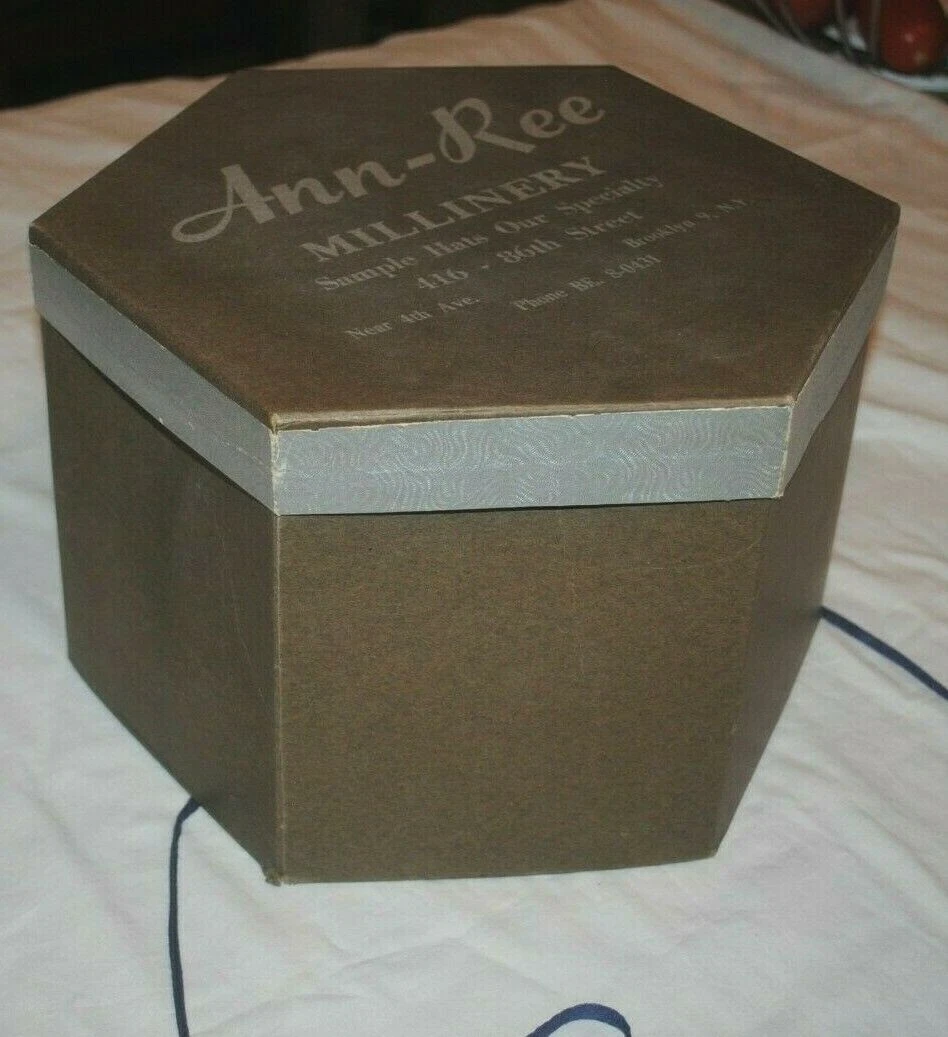 Ann-Ree
MILLINERY
Sample Hats Our Specialty
416 - 86th Street
Near 4th Ave. Brooklyn 9, N.Y.
Phone BE. 8-0431